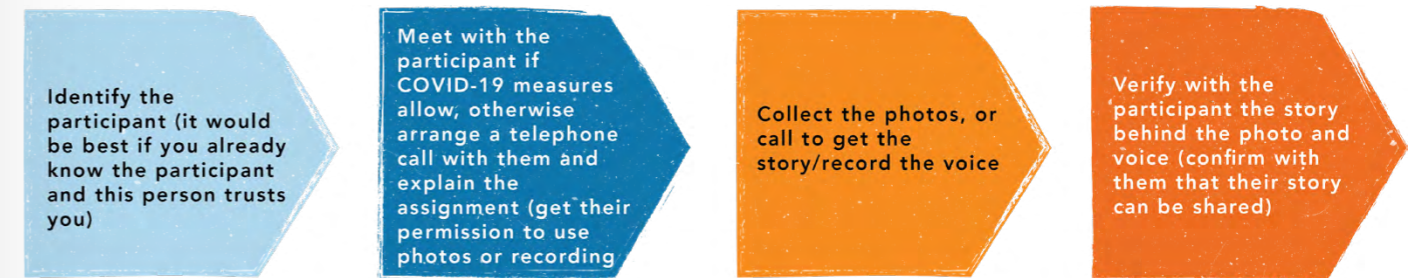 Identify the
participant (it would
be best if you already
know the participant
and this person trusts
you)
Meet with the
participant if
COVID-19 measures
allow, otherwise
arrange a telephone
call with them and
explain the
assignment (get their
permission to use
photos or recording
Collect the photos, or
call to get the
story/record the voice
Verify with the
participant the story
behind the photo and
voice (confirm with
them that their story
can be shared)